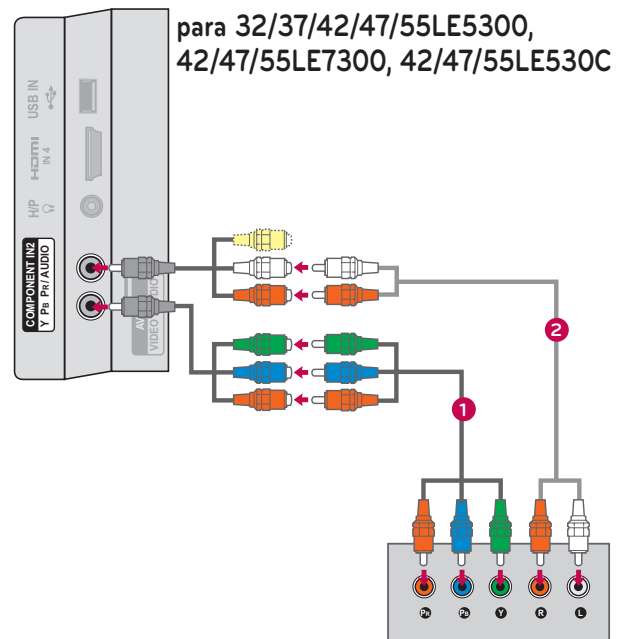 para 32/37/42/47/55LE5300,
42/47/55LE7300, 42/47/55LE530C
USB IN
HDMI
IN 4
H/P
COMPONENT IN2
Y PB PR/AUDIO
AV
VIDEO
DIO
2
1
PR
PB
Y
R
L